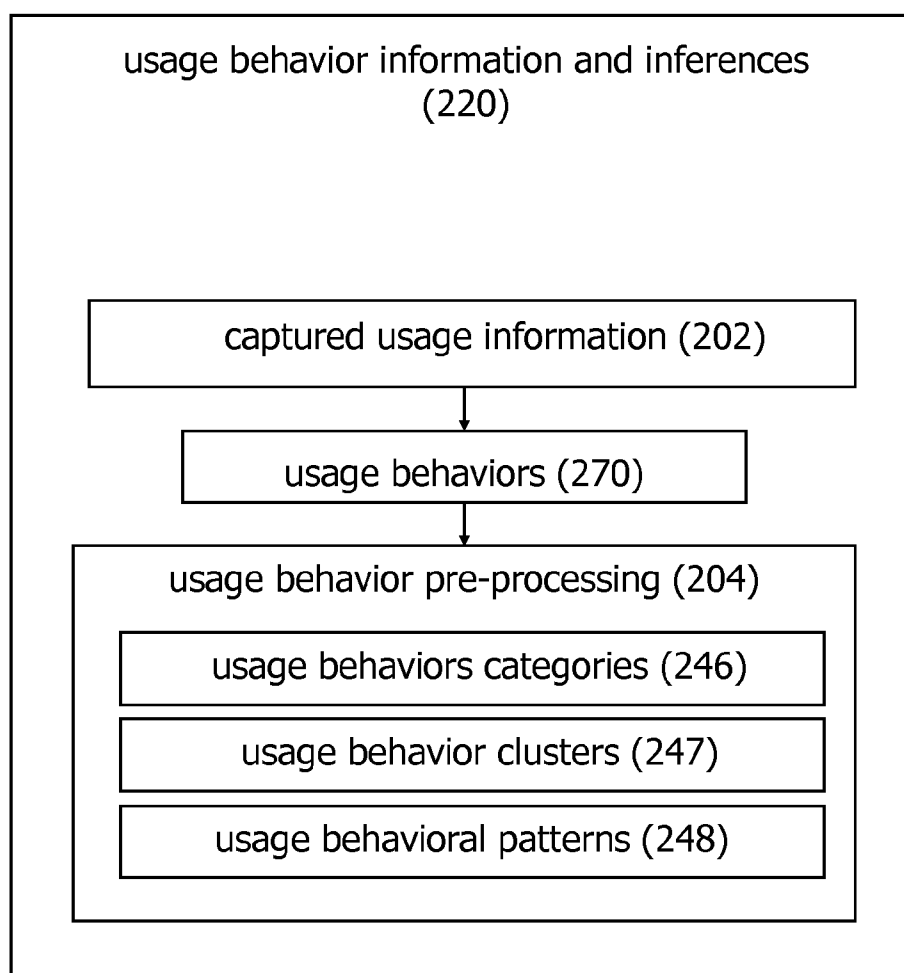 usage behavior information and inferences
(220)
captured usage information (202)
usage behaviors (270)
usage behavior pre-processing (204)
usage behaviors categories (246)
usage behavior clusters (247)
usage behavioral patterns (248)